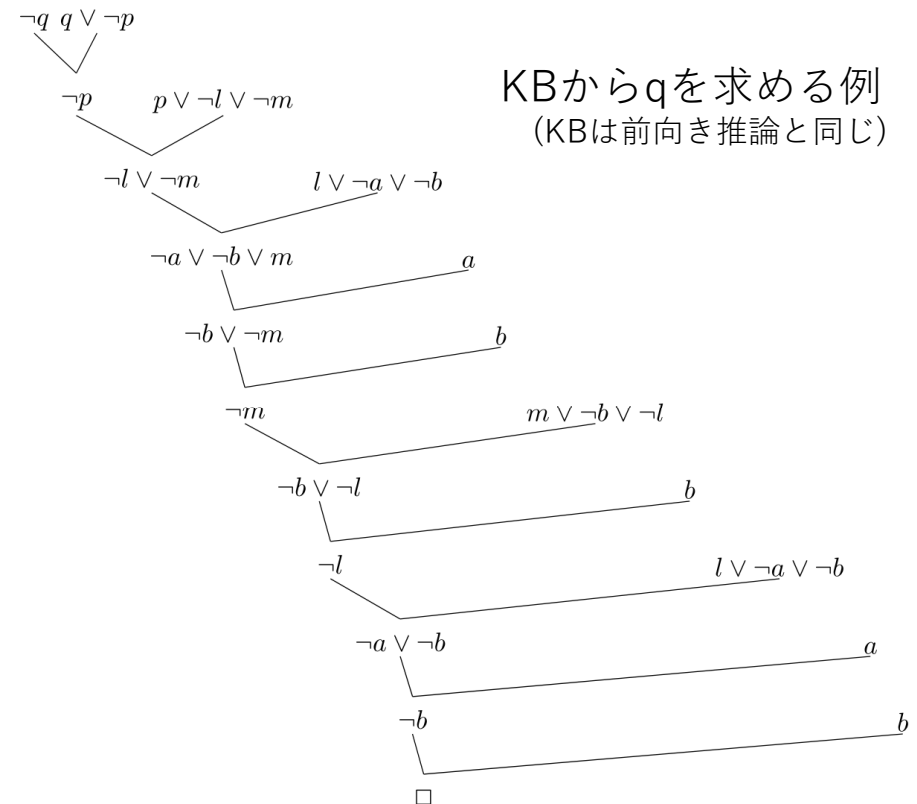 ¬q q ∨ ¬p
KBからqを求める例
(KBは前向き推論と同じ)
¬p p ∨ ¬l ∨ ¬m
¬l ∨ ¬m l ∨ ¬a ∨ ¬b
¬a ∨ ¬b ∨ m a
¬b ∨ ¬m b
¬m m ∨ ¬b ∨ ¬l
¬b ∨ ¬l b
¬l l ∨ ¬a ∨ ¬b
¬a ∨ ¬b a
¬b b
□